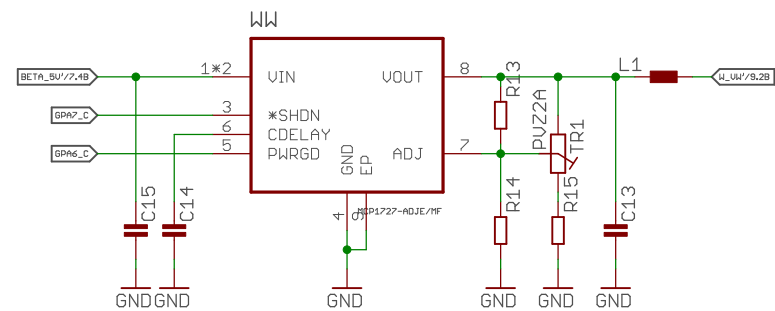 WW
BETA_5V'/7.4B
1*2
VIN
VOUT
8
L1
W_VW'/9.2B
GPA7_C
3
*SHDN
R13
PVZ2A
TR1
6
CDELAY
GPA6_C
5
PWRGD
GND
EP
ADJ
7
C15
C14
4
9
MCP1727-ADJE/MF
R14
R15
C13
GND
GND
GND
GND
GND
GND